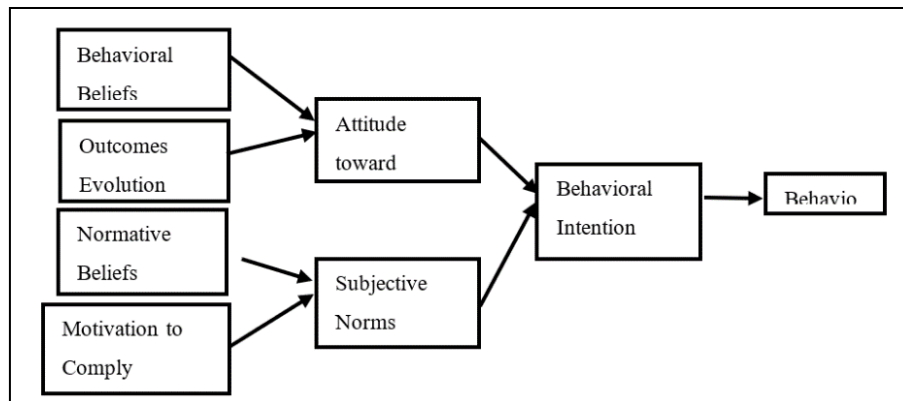 Behavioral
Beliefs
Outcomes
Evolution
Normative
Beliefs
Motivation to
Comply
Attitude
toward
Subjective
Norms
Behavioral
Intention
Behavio